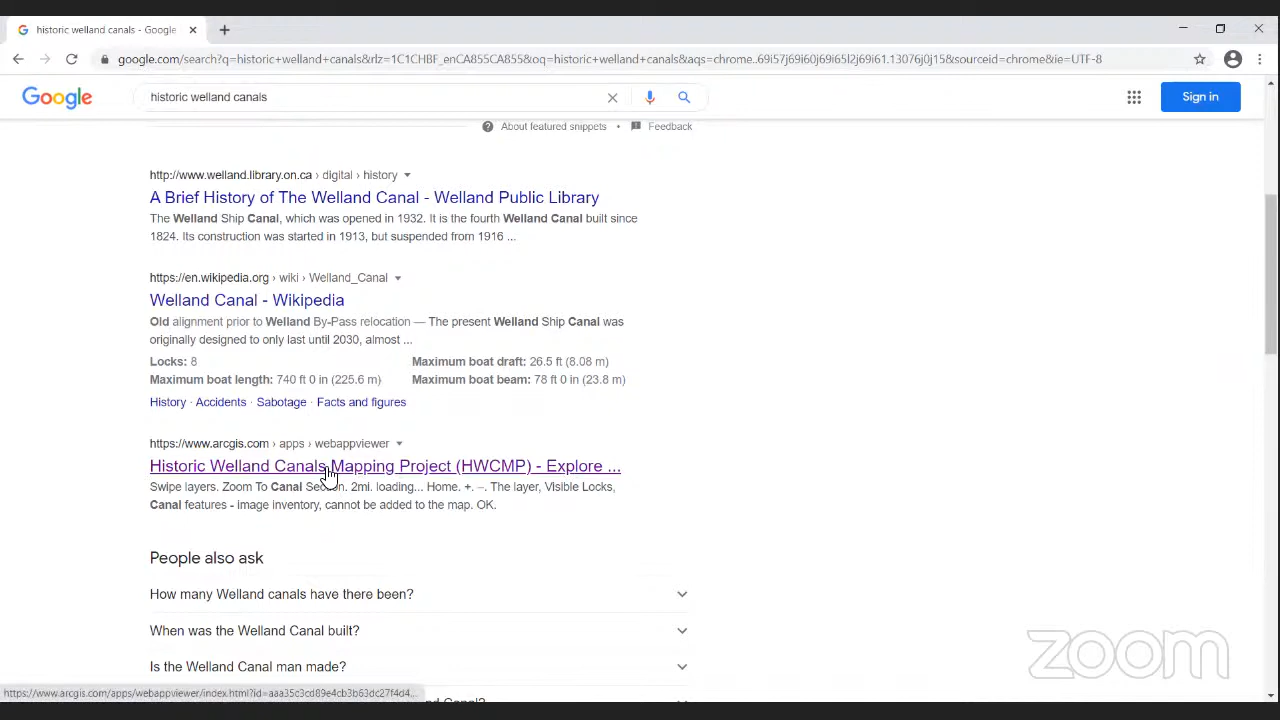 historic welland canals - Google
google.com/search?q=historic+welland+canals&rlz=1C1CHBF_enCA855CA855&oq=historic+welland+canals&aqs=chrome..69i57j69i60j69i65l2j69i61.13076j0j15&sourceid=chrome&ie=UTF-8
Google
historic welland canals
Sign in
About featured snippets • Feedback
http://www.welland.library.on.ca › digital › history
A Brief History of The Welland Canal - Welland Public Library
The Welland Ship Canal, which was opened in 1932. It is the fourth Welland Canal built since
1824. Its construction was started in 1913, but suspended from 1916 ...
https://en.wikipedia.org › wiki › Welland_Canal
Welland Canal - Wikipedia
Old alignment prior to Welland By-Pass relocation — The present Welland Ship Canal was
originally designed to only last until 2030, almost ...
Locks: 8 Maximum boat draft: 26.5 ft (8.08 m)
Maximum boat length: 740 ft 0 in (225.6 m) Maximum boat beam: 78 ft 0 in (23.8 m)
History · Accidents · Sabotage · Facts and figures
https://www.arcgis.com › apps › webappviewer
Historic Welland Canals Mapping Project (HWCMP) - Explore ...
Swipe layers. Zoom To Canal Section. 2mi. loading... Home. +. –. The layer, Visible Locks,
Canal features - image inventory, cannot be added to the map. OK.
People also ask
How many Welland canals have there been?
When was the Welland Canal built?
Is the Welland Canal man made?
zoom
https://www.arcgis.com/apps/webappviewer/index.html?id=aaa35c3cd89e4cb3b63dc27f4d4...